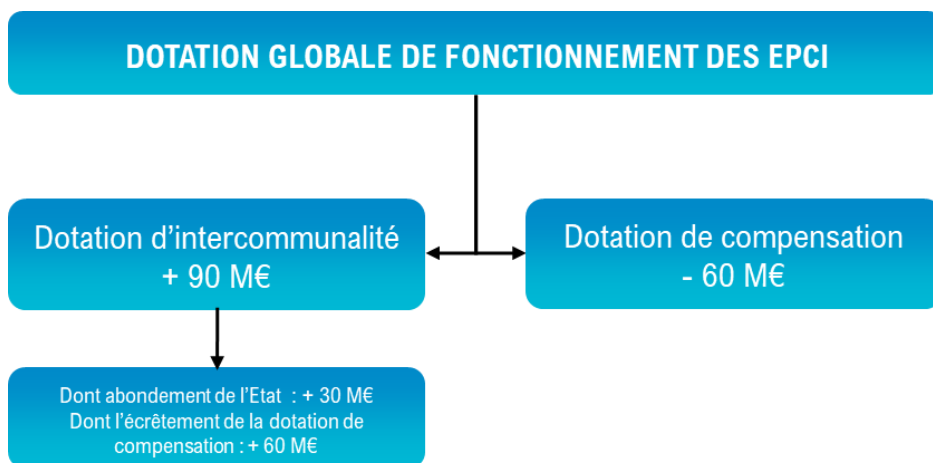 DOTATION GLOBALE DE FONCTIONNEMENT DES EPCI
Dotation d'intercommunalité
+ 90 M€
Dotation de compensation
- 60 M€
Dont abondement de l'Etat : + 30 M€
Dont l'écrêtement de la dotation de
compensation : + 60 M€